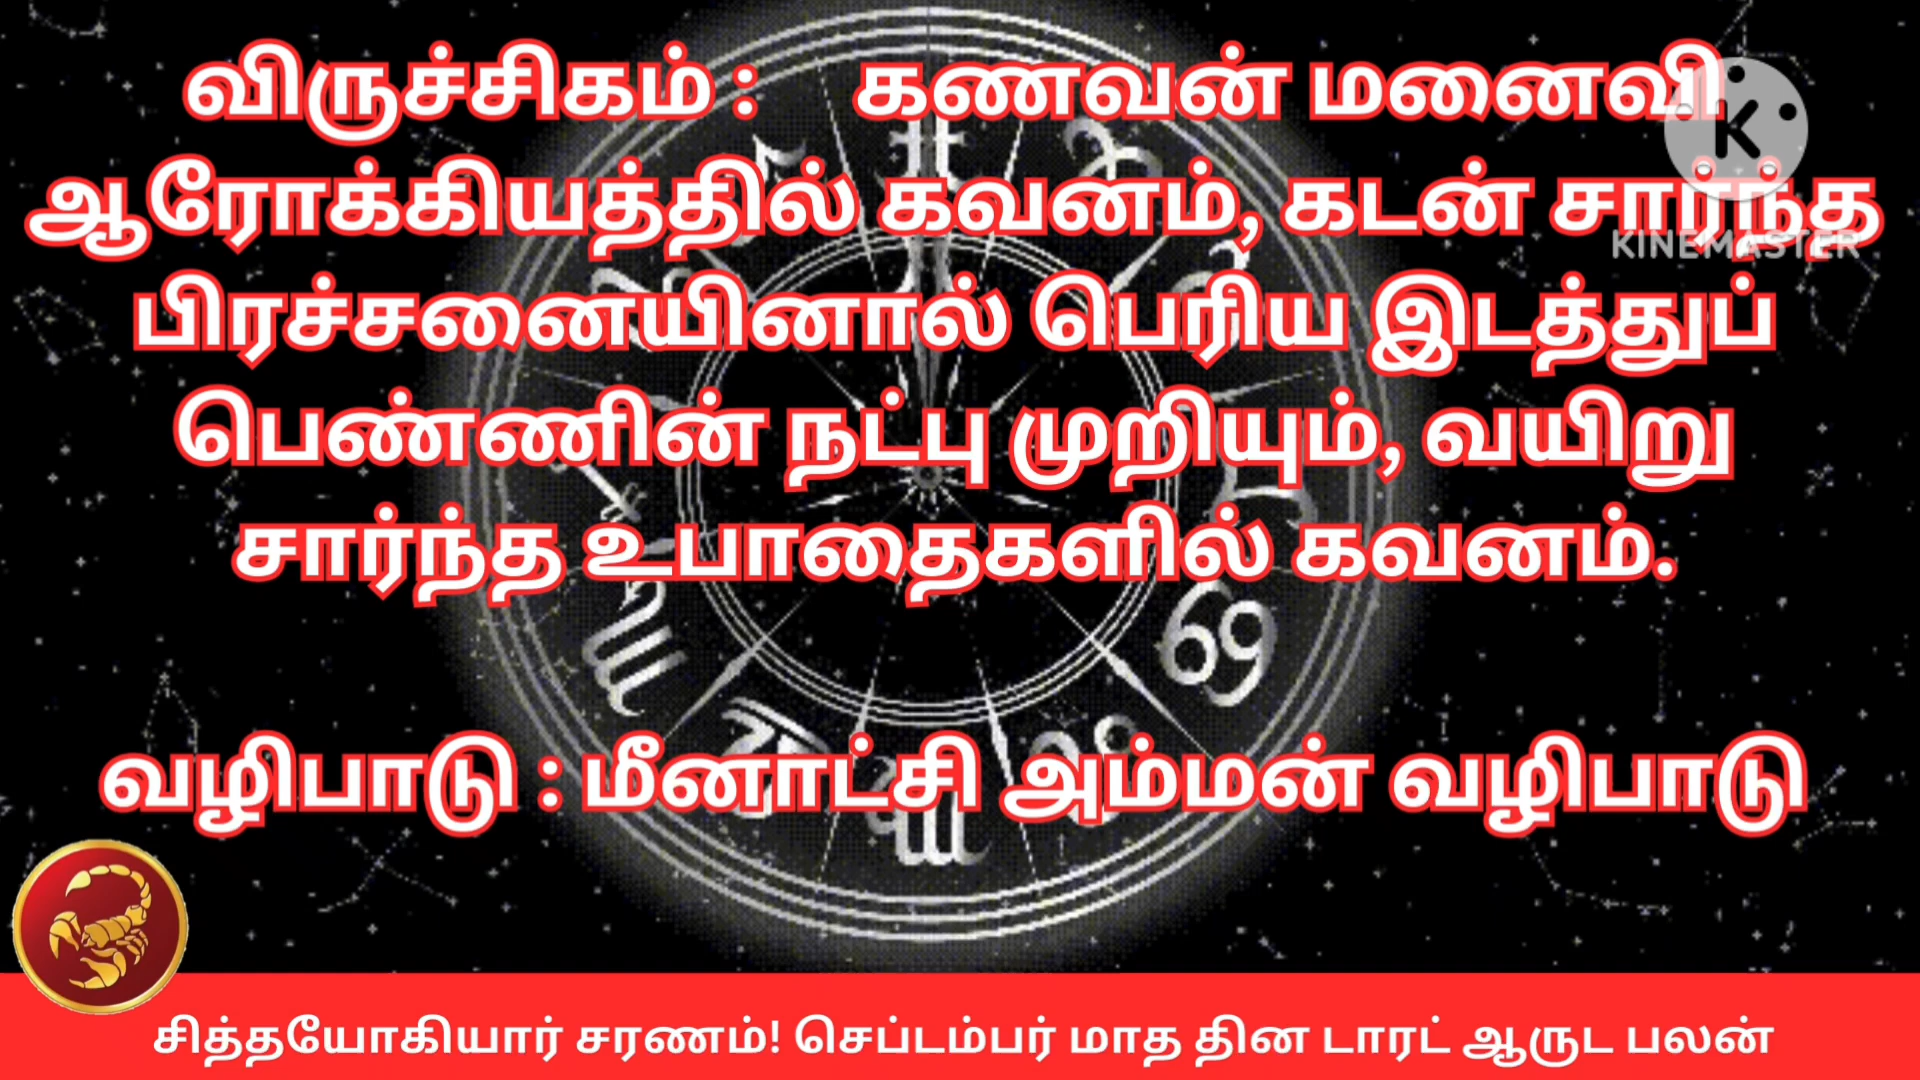 விருச்சிகம் : கணவன் மனைவி
ஆரோக்கியத்தில் கவனம், கடன் சார்ந்த
பிரச்சனையினால் பெரிய இடத்துப்
பெண்ணின் நட்பு முறியும், வயிறு
சார்ந்த உபாதைகளில் கவனம்.
வழிபாடு : மீனாட்சி அம்மன் வழிபாடு
சித்தயோகியார் சரணம்! செப்டம்பர் மாத தின டாரட் ஆருட பலன்
K
KINEMASTER